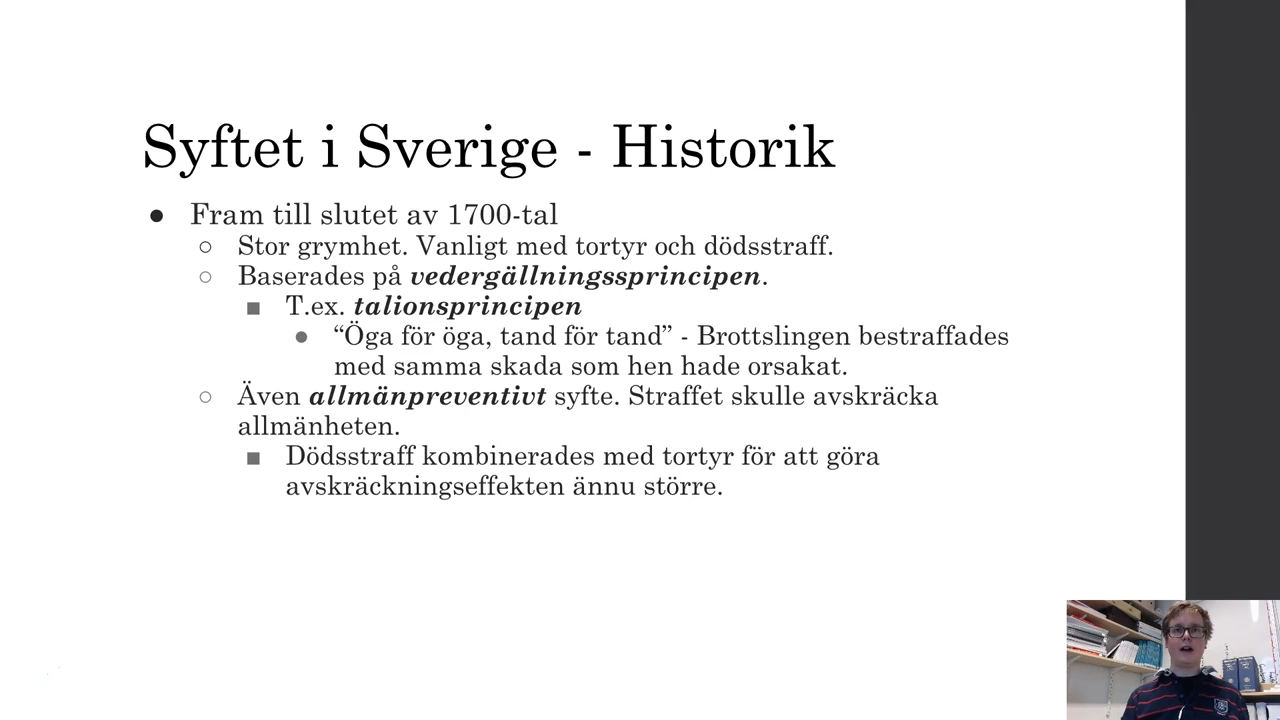 Syftet i Sverige - Historik
● Fram till slutet av 1700-tal
○ Stor grymhet. Vanligt med tortyr och dödsstraff.
○ Baserades på vedergällningssprincipen.
■ T.ex. talionsprincipen
● “Öga för öga, tand för tand” - Brottslingen bestraffades
med samma skada som hen hade orsakat.
○ Även allmänpreventivt syfte. Straffet skulle avskräcka
allmänheten.
■ Dödsstraff kombinerades med tortyr för att göra
avskräckningseffekten ännu större.